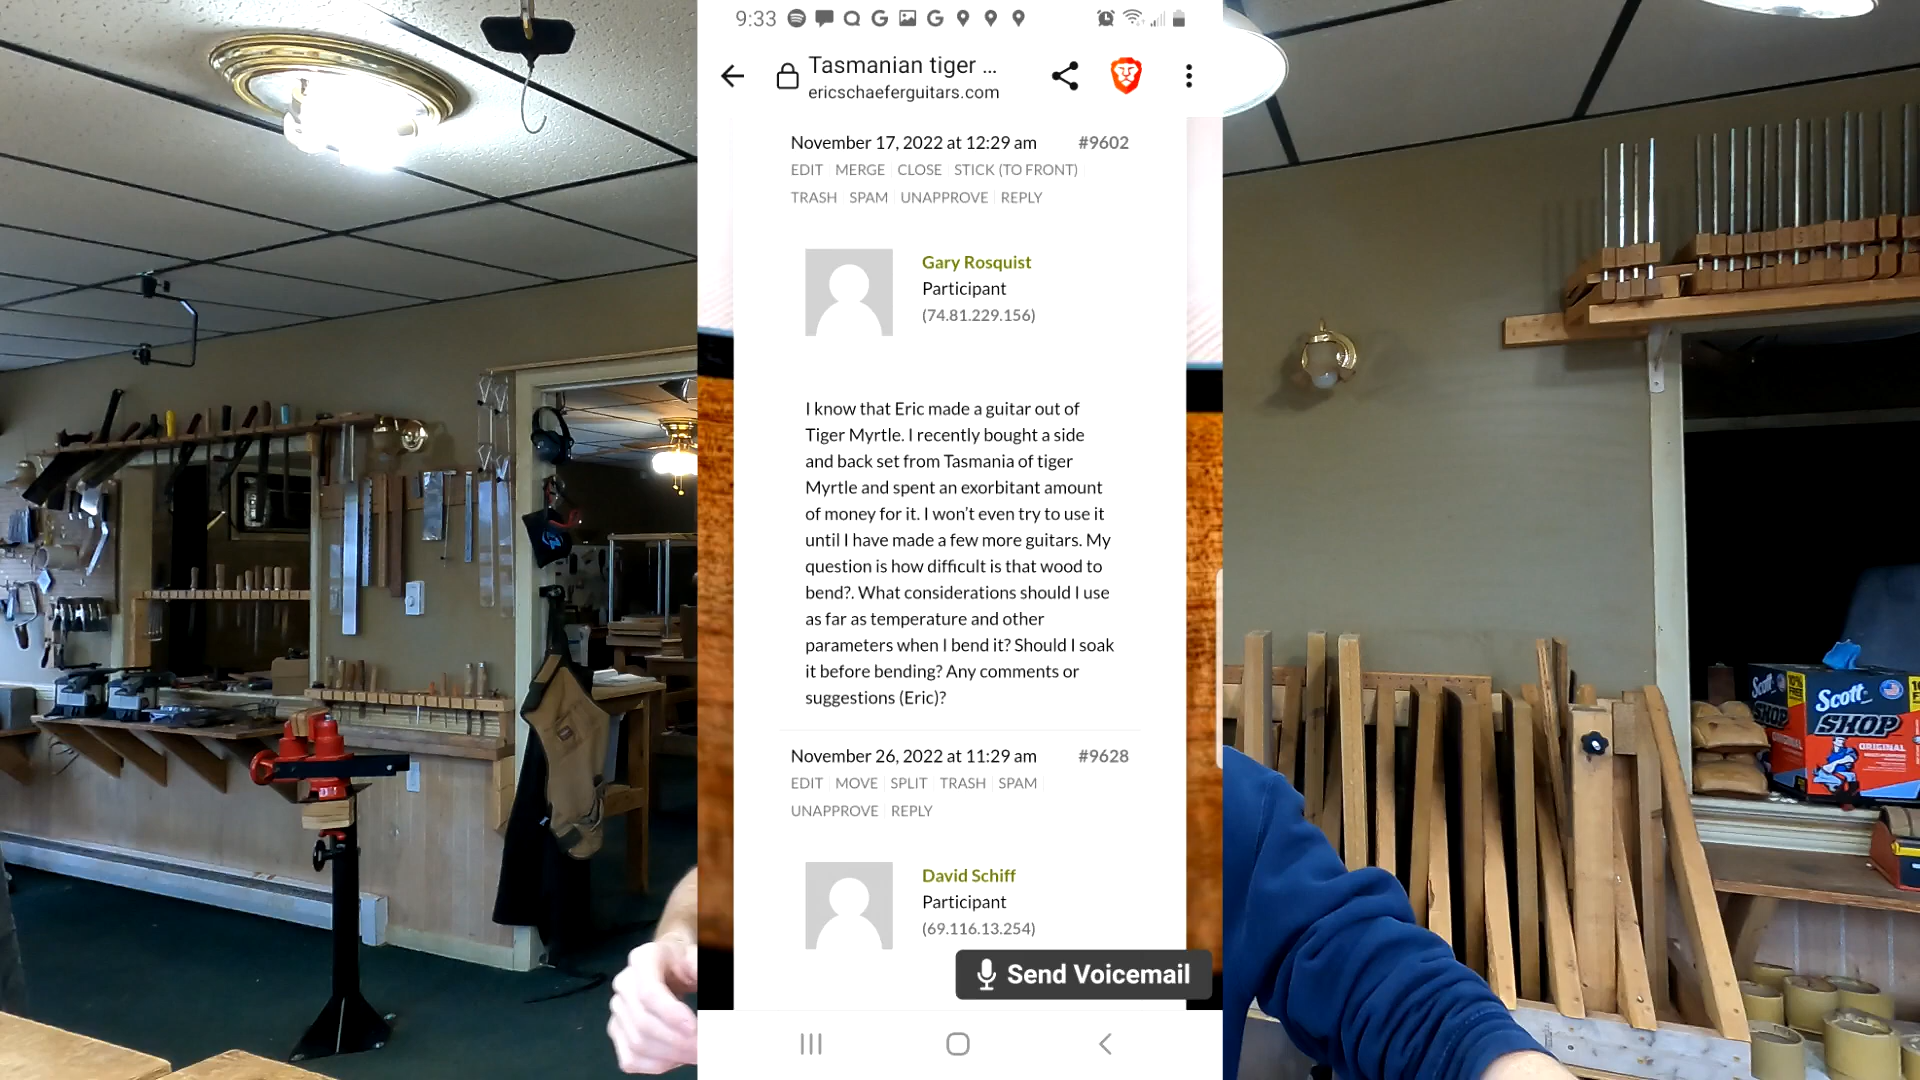 9:33
Tasmanian tiger ...
ericschaeferguitars.com
November 17, 2022 at 12:29 am #9602
EDIT MERGE CLOSE STICK (TO FRONT)
TRASH SPAM UNAPPROVE REPLY
Gary Rosquist
Participant
(74.81.229.156)
I know that Eric made a guitar out of
Tiger Myrtle. I recently bought a side
and back set from Tasmania of tiger
Myrtle and spent an exorbitant amount
of money for it. I won't even try to use it
until I have made a few more guitars. My
question is how difficult is that wood to
bend?. What considerations should I use
as far as temperature and other
parameters when I bend it? Should I soak
it before bending? Any comments or
suggestions (Eric)?
November 26, 2022 at 11:29 am #9628
EDIT MOVE SPLIT TRASH SPAM
UNAPPROVE REPLY
David Schiff
Participant
(69.116.13.254)
Send Voicemail
Scott
SHOP
Scott
SHOP
ORIGINAL